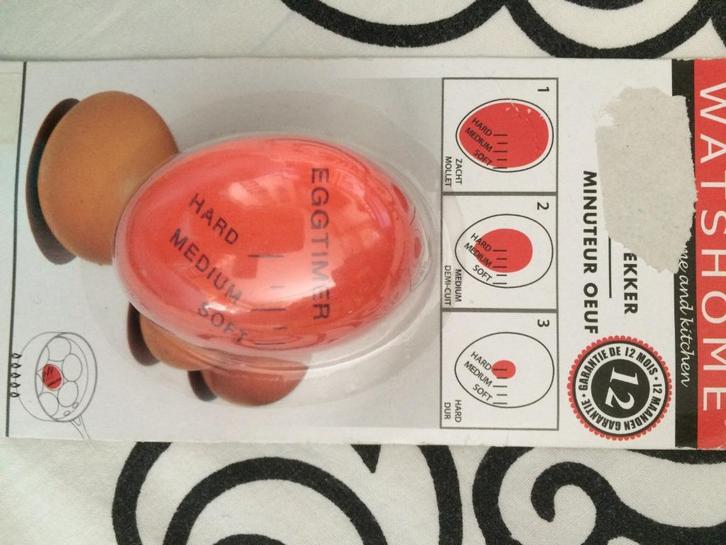 WATSHOME
me and kitchen
EKKER
MINUTEUR OEUF
GARANTIE DE 12 MOIS • 12 MAANDEN GARANTIE •
12
1
HARD
MEDIUM
SOFT
ZACHT
MOLLET
2
HARD
MEDIUM
SOFT
MEDIUM
DEMI-CUIT
3
HARD
MEDIUM
SOFT
HARD
DUR
EGGTIMER
HARD
MEDIUM
SOFT